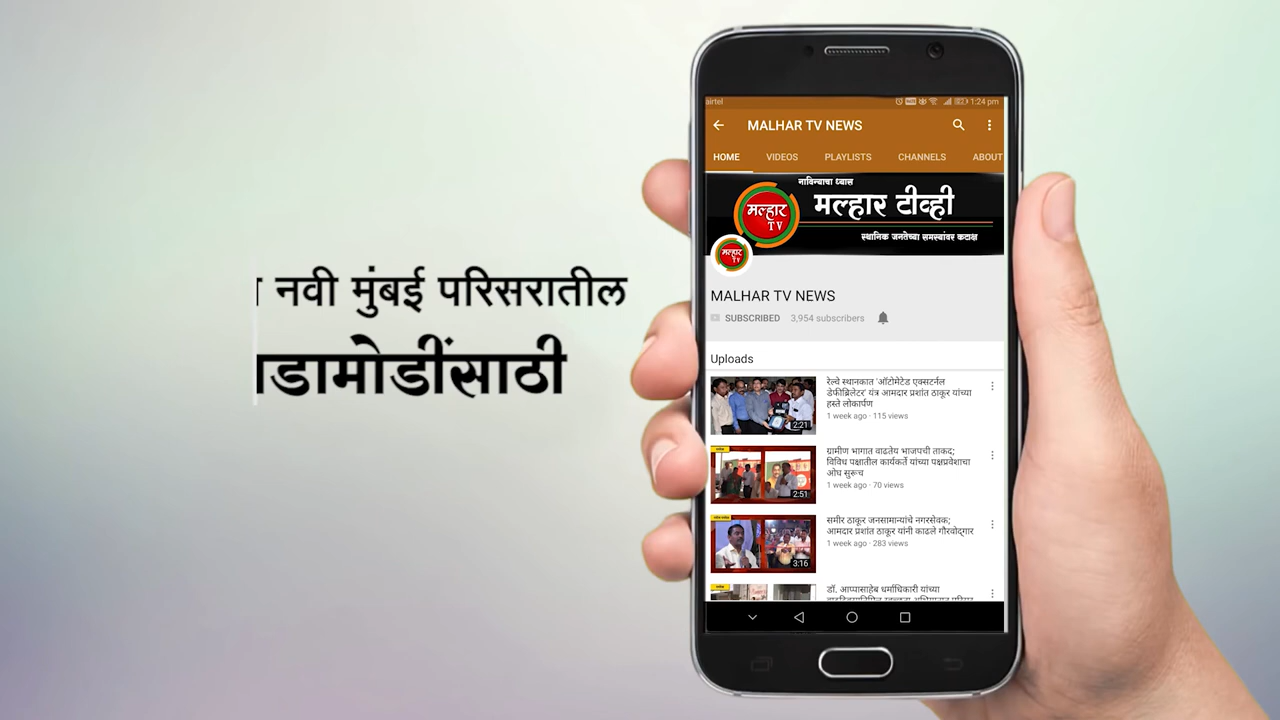 नवी मुंबई परिसरातील
डामोडींसाठी
airtel
1:24 pm
MALHAR TV NEWS
HOME VIDEOS PLAYLISTS CHANNELS ABOUT
नाविन्याचा ध्यास
मल्हार टीव्ही
स्थानिक जनतेच्या समस्यांवर कटाक्ष
मल्हार
TV
मल्हार
TV
MALHAR TV NEWS
SUBSCRIBED 3,954 subscribers
Uploads
रेल्वे स्थानकात 'ऑटोमेटेड एक्सटर्नल
डेफीब्रिलेटर' यंत्र आमदार प्रशांत ठाकूर यांच्या
हस्ते लोकार्पण
1 week ago · 115 views
2:21
ग्रामीण भागात वाढतेय भाजपची ताकद;
विविध पक्षातील कार्यकर्ते यांच्या पक्षप्रवेशाचा
ओघ सुरूच
1 week ago · 70 views
2:51
समीर ठाकूर जनसामान्यांचे नगरसेवक;
आमदार प्रशांत ठाकूर यांनी काढले गौरवोद्गार
1 week ago · 283 views
3:16
डॉ. आप्पासाहेब धर्माधिकारी यांच्या